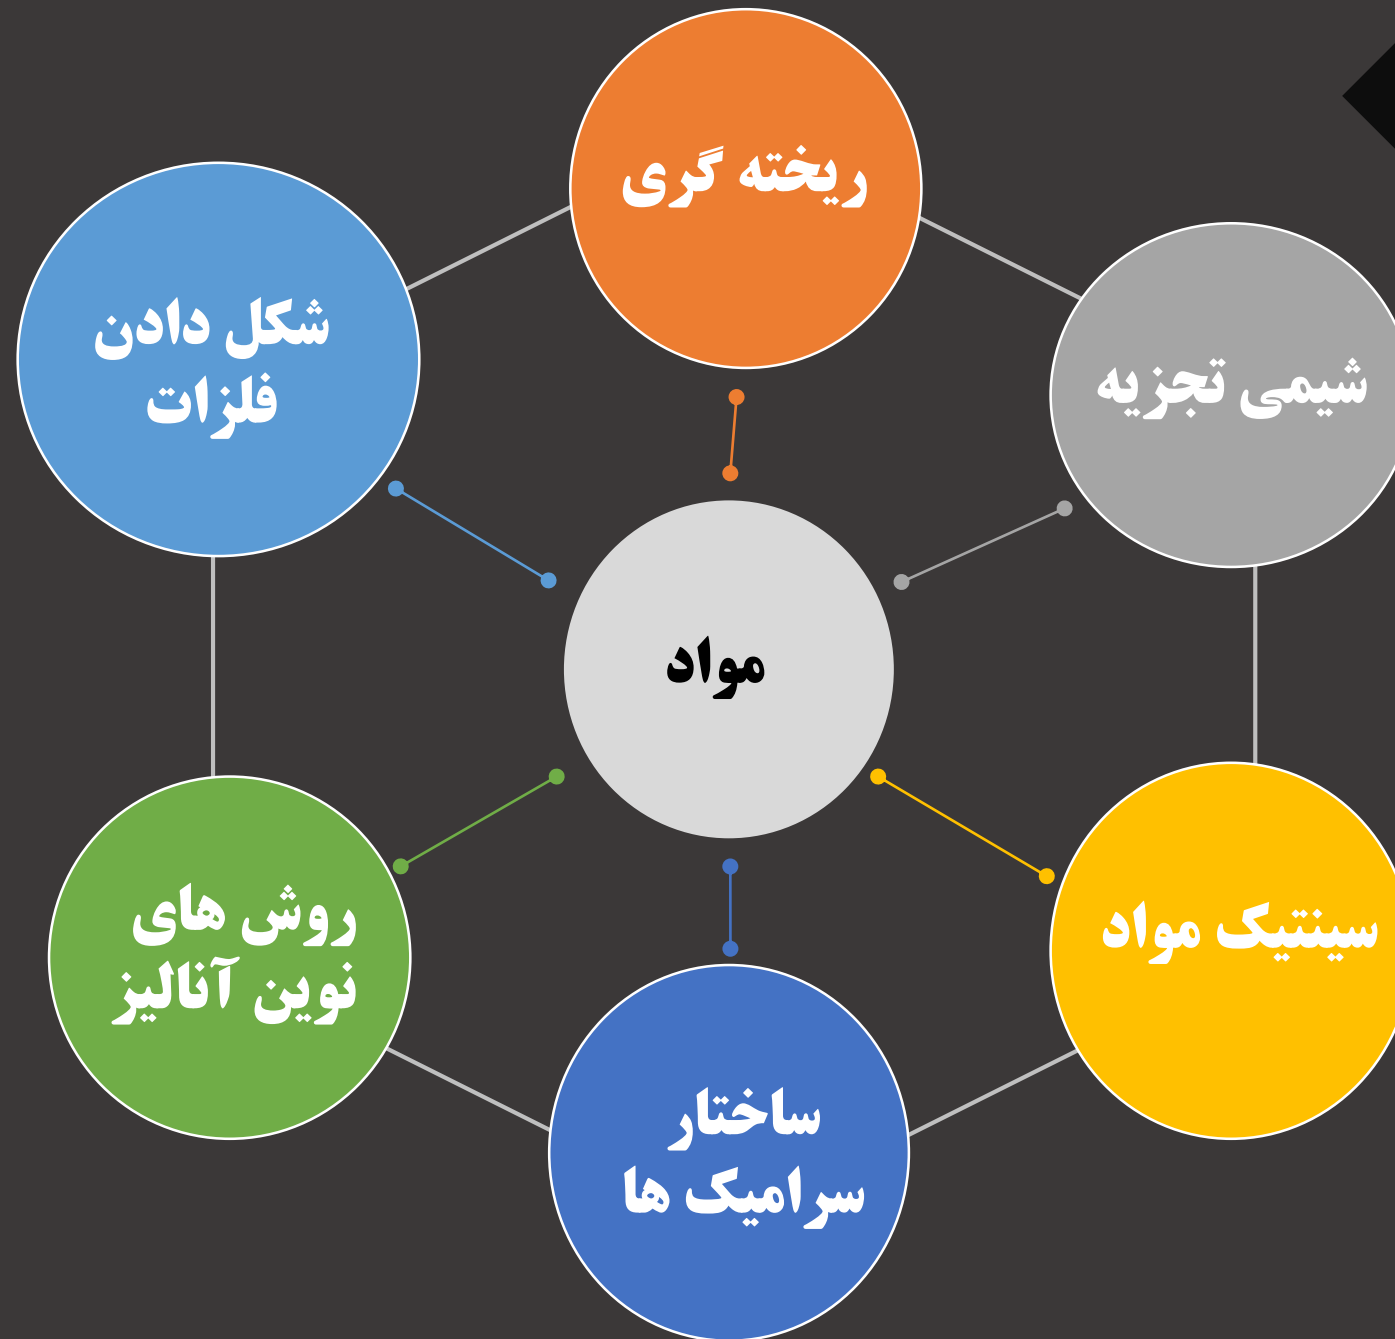 ریخته گری
شیمی تجزیه
شکل دادن
فلزات
مواد
سینتیک مواد
روش های
نوین آنالیز
ساختار
سرامیک ها